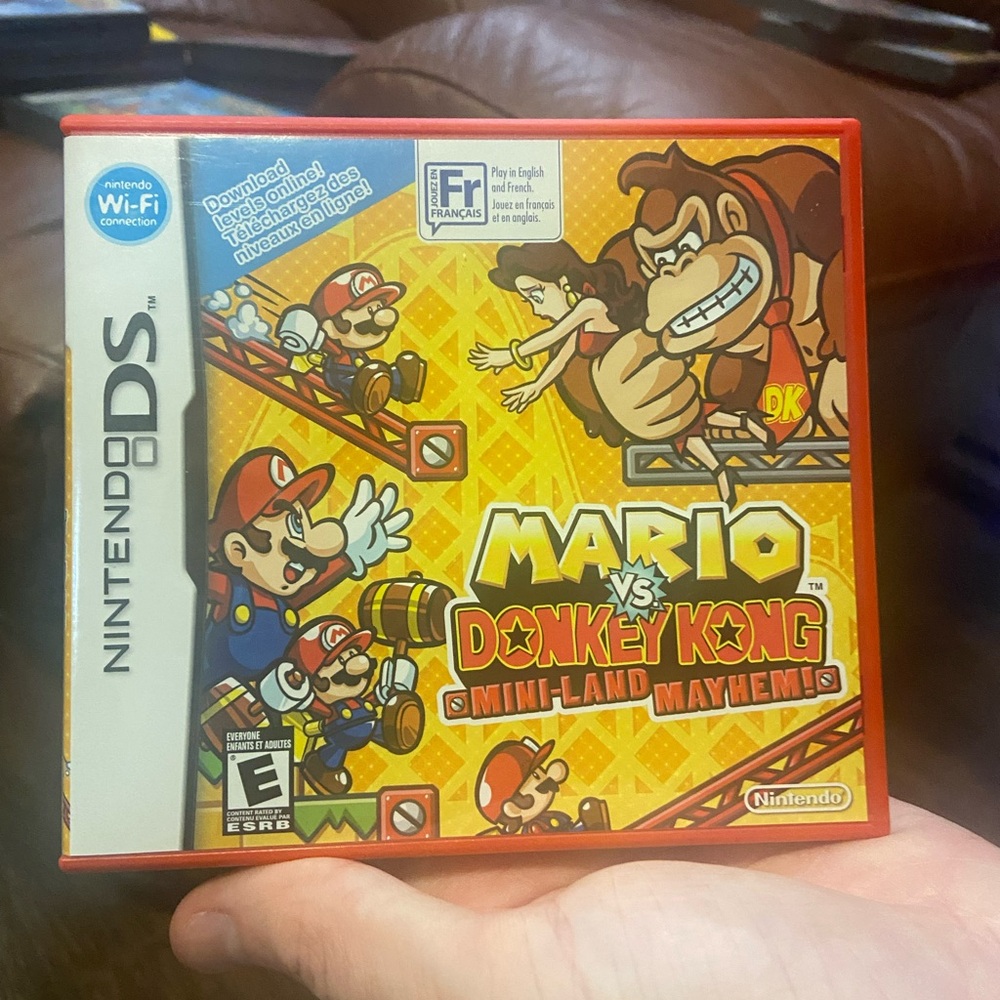 nintendo
Wi-Fi
connection
NINTENDO DS™
Download
levels online!
Téléchargez des
niveaux en ligne!
JOUEZ EN
Fr
FRANÇAIS
Play in English
and French.
Jouez en français
et en anglais.
M
DK
M
M
MARIO
VS.
™
DONKEY KONG
MINI-LAND MAYHEM!
EVERYONE
ENFANTS ET ADULTES
E
CONTENT RATED BY
CONTENU ÉVALUÉ PAR
ESRB
Nintendo